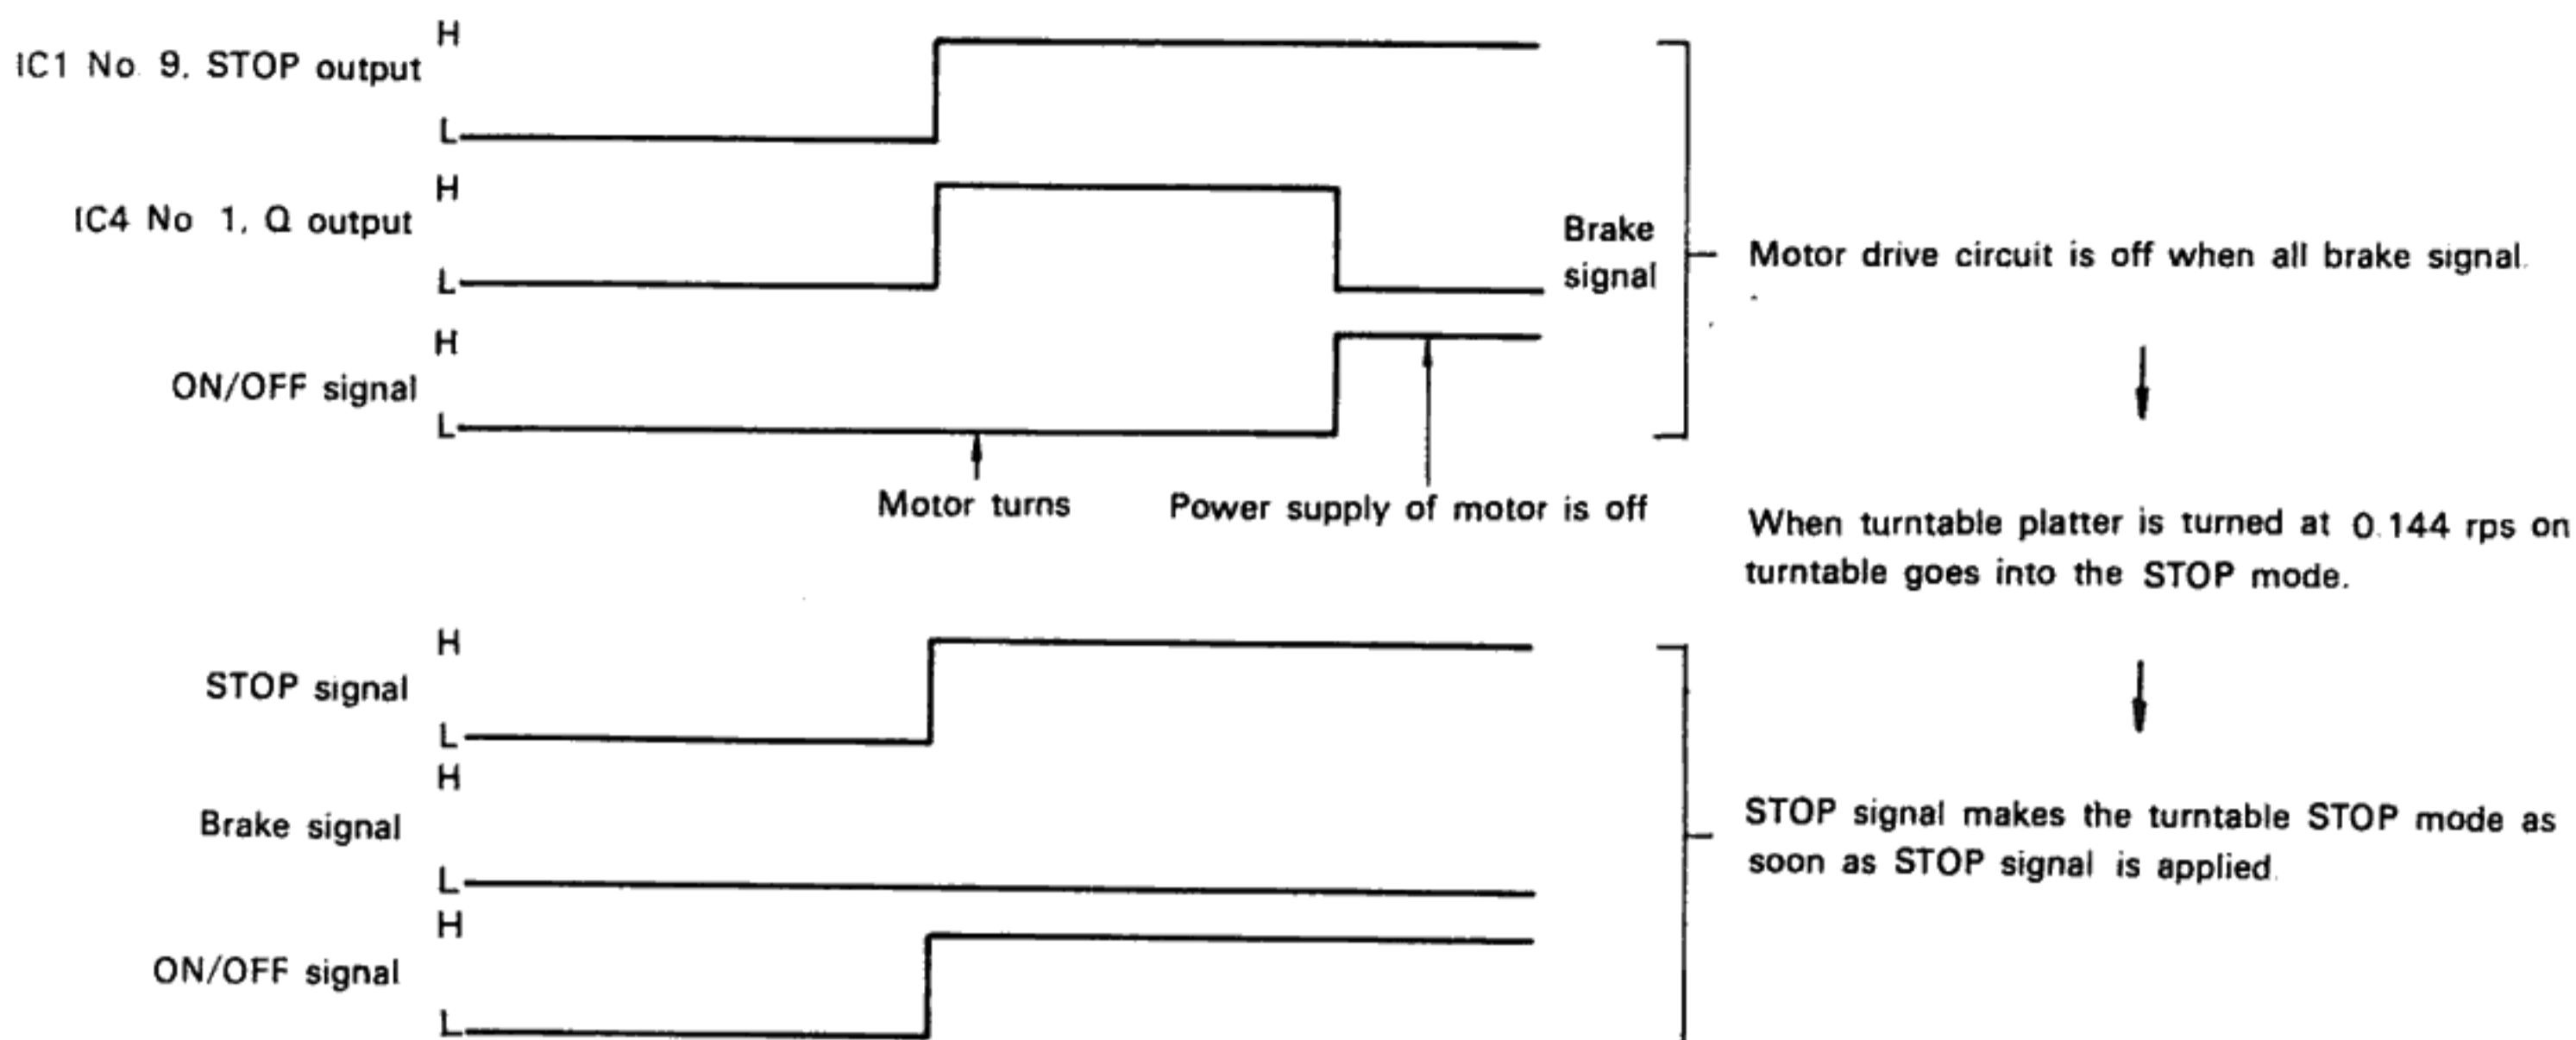 H
IC1 No. 9. STOP output
L
H
IC4 No 1. Q output
L
Brake
signal
Motor drive circuit is off when all brake signal.
H
ON/OFF signal
L
Motor turns
Power supply of motor is off
When turntable platter is turned at 0.144 rps on
turntable goes into the STOP mode.
H
STOP signal
L
H
Brake signal
L
STOP signal makes the turntable STOP mode as
soon as STOP signal is applied.
H
ON/OFF signal
L